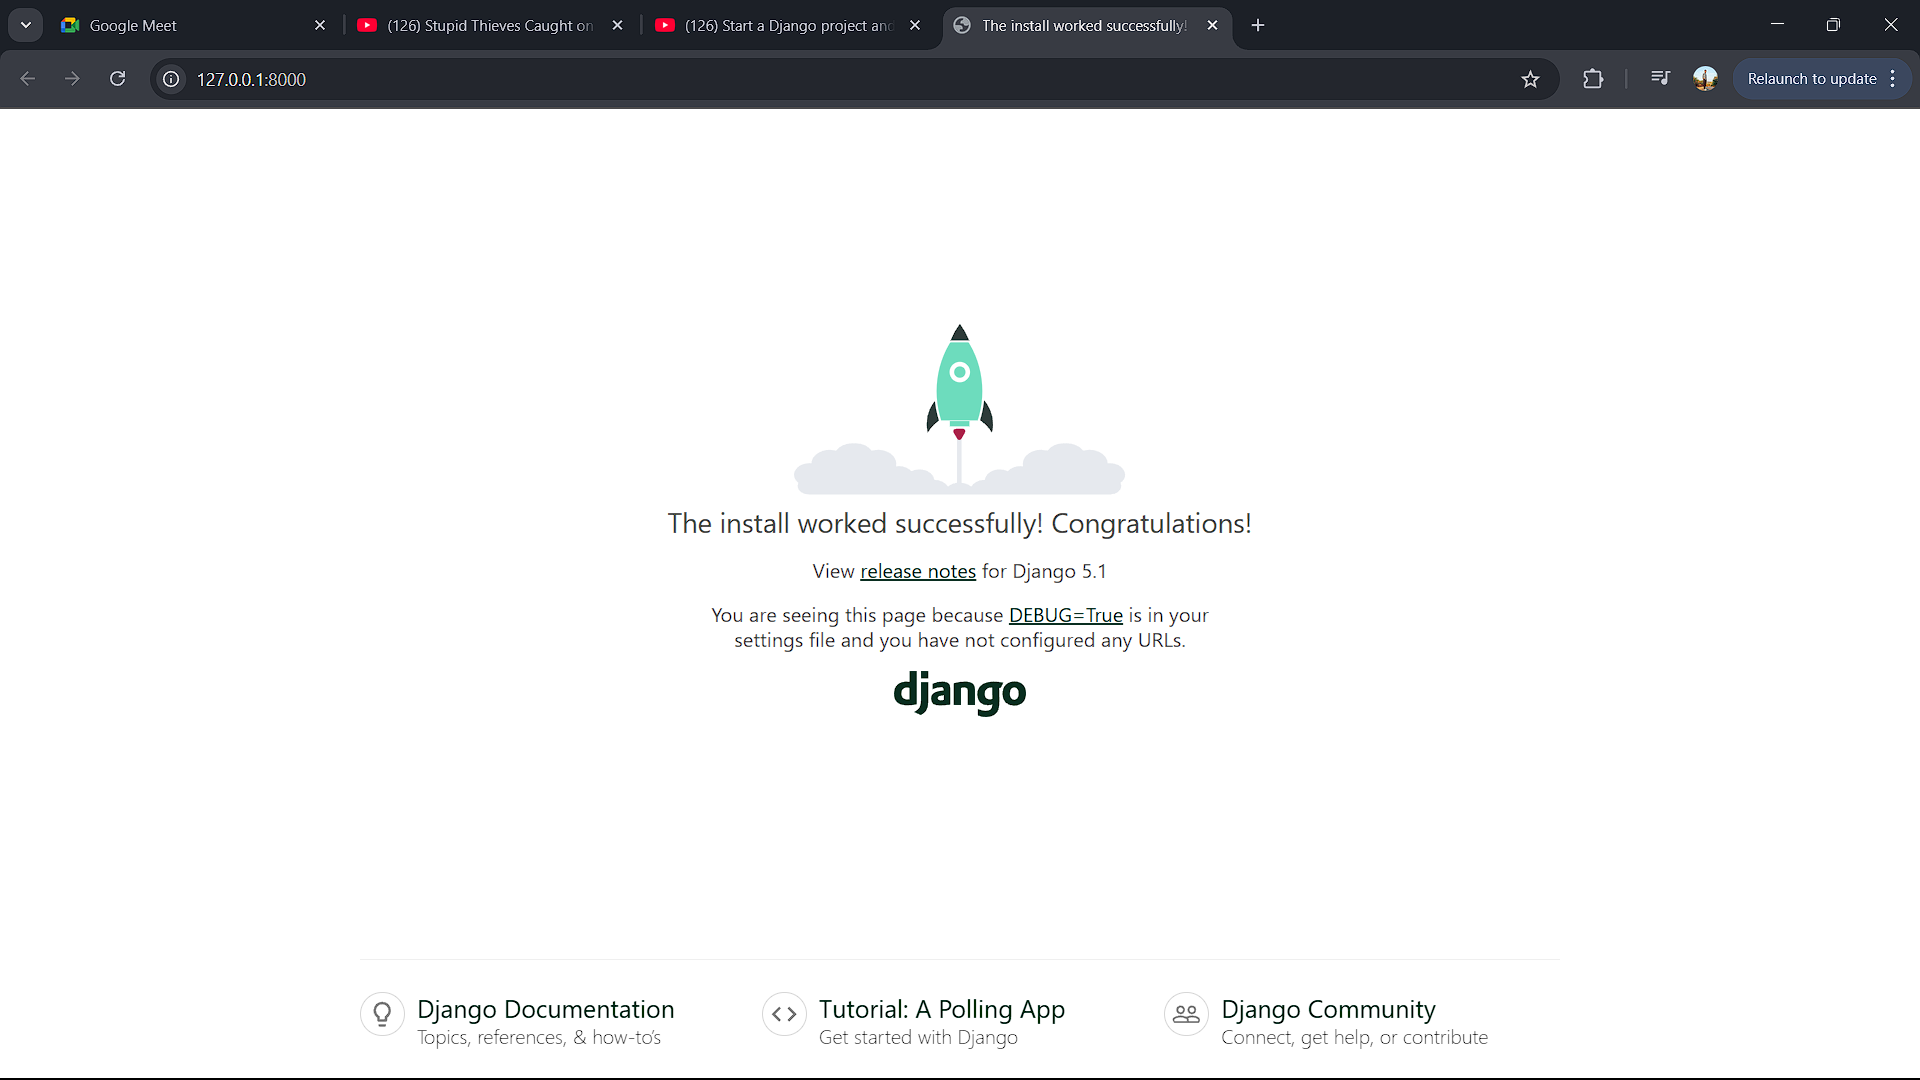 Google Meet
(126) Stupid Thieves Caught on
(126) Start a Django project and
The install worked successfully!
127.0.0.1:8000
Relaunch to update
The install worked successfully! Congratulations!
View release notes for Django 5.1
You are seeing this page because DEBUG=True is in your
settings file and you have not configured any URLs.
django
Django Documentation
Topics, references, & how-to’s
Tutorial: A Polling App
Get started with Django
Django Community
Connect, get help, or contribute